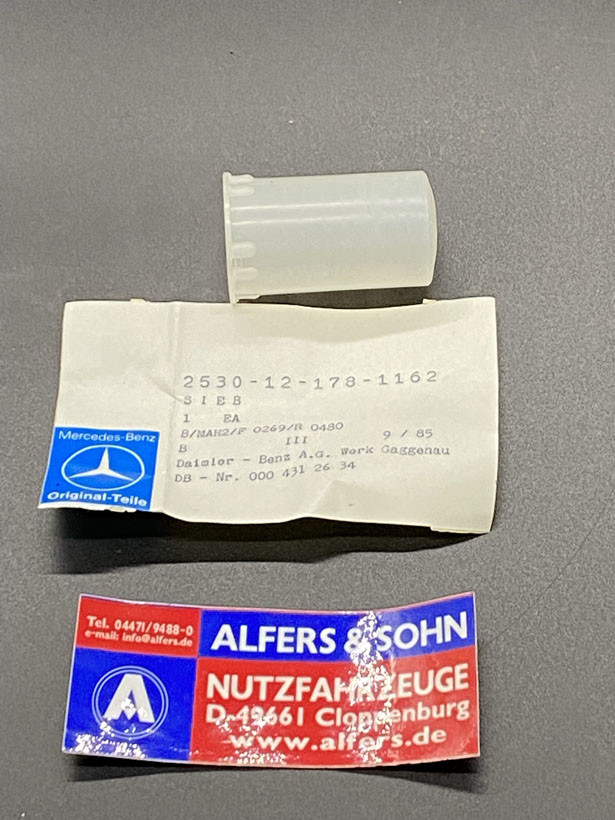 2530-12-178-1162
SIEB
1 EA
B/MAH2/F 0269/R 0480 9 / 85
B III
Daimler - Benz A.G. Werk Gaggenau
DB - Nr. 000 431 26 34
Mercedes-Benz
Original-Teile
Tel. 04471/9488-0
e-mail: info@alfers.de
ALFERS & SOHN
A
NUTZFAHRZEUGE
D-49661 Cloppenburg
www.alfers.de